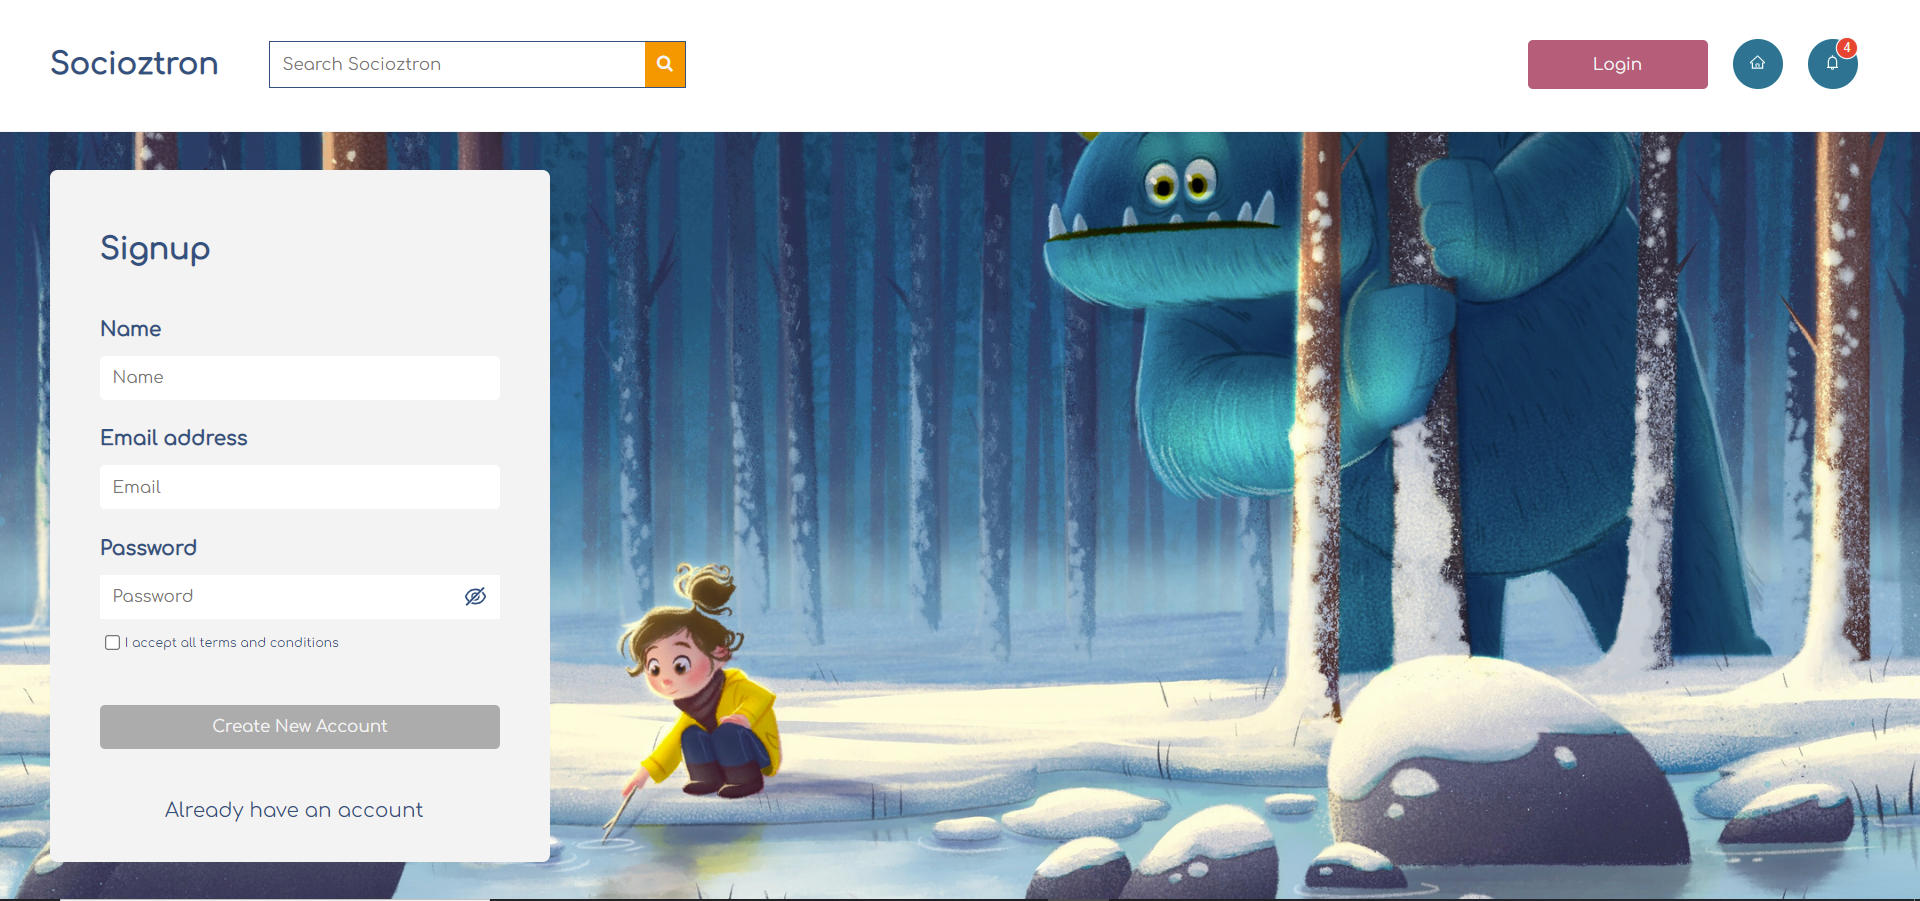 Socioztron
Search Socioztron
Login
4
Signup
Name
Name
Email address
Email
Password
Password
I accept all terms and conditions
Create New Account
Already have an account